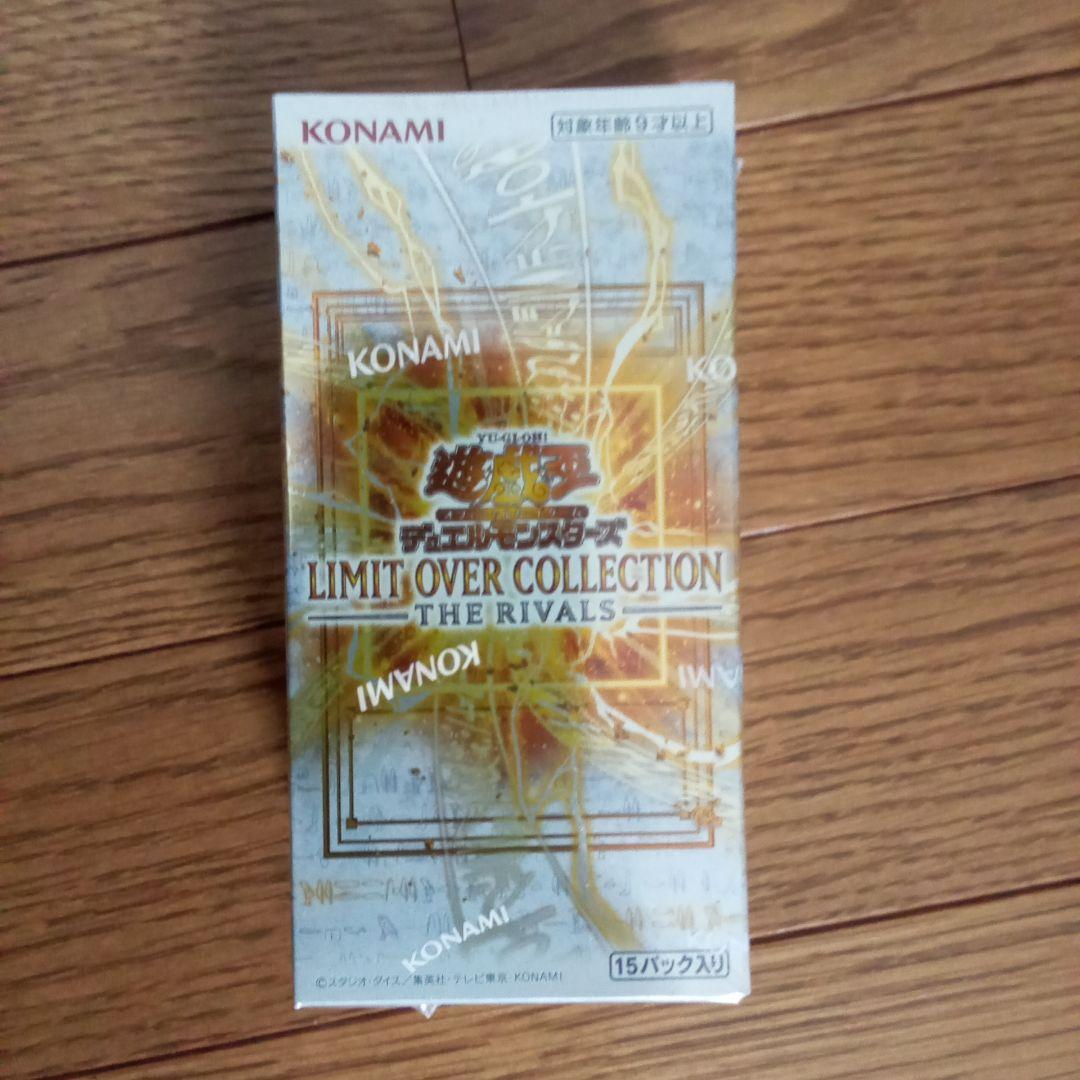 KONAMI
対象年齢9才以上
KONAMI
KO
YU-GI-OH!
遊戯王
デュエルモンスターズ
LIMIT OVER COLLECTION
THE RIVALS
KONAMI
AMI
KONAMI
15パック入り
©スタジオ・ダイス/集英社・テレビ東京・KONAMI